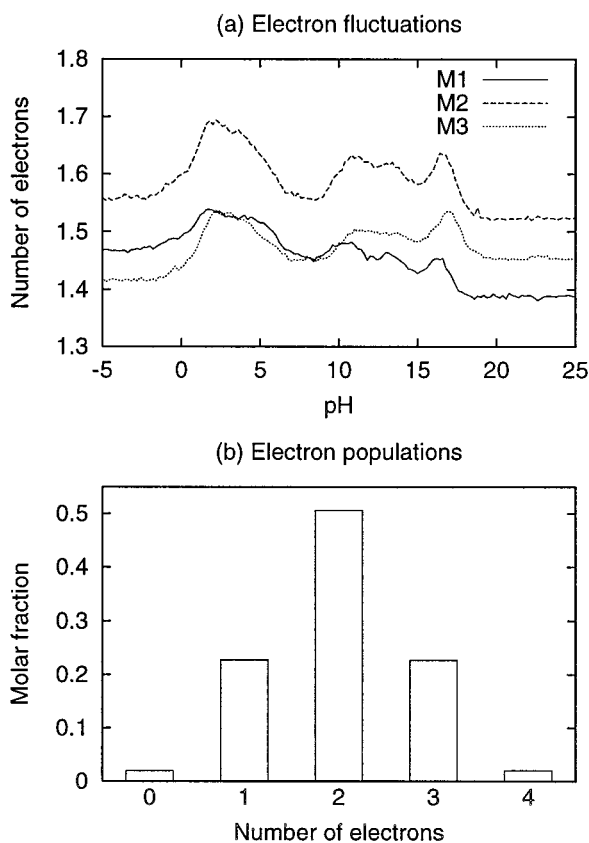 (a) Electron fluctuations
1.8
1.7
1.6
1.5
1.4
1.3
Number of electrons
M1
M2
M3
-5 0 5 10 15 20 25
pH
(b) Electron populations
0.5
0.4
0.3
0.2
0.1
0
Molar fraction
0 1 2 3 4
Number of electrons